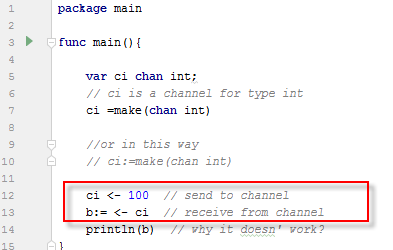 1 package main
2
3 func main(){
4
5 var ci chan int;
6 // ci is a channel for type int
7 ci =make(chan int)
8
9 //or in this way
10 // ci:=make(chan int)
11
12 ci <- 100 // send to channel
13 b:= <- ci // receive from channel
14 println(b) // why it doesn' work?
15 }